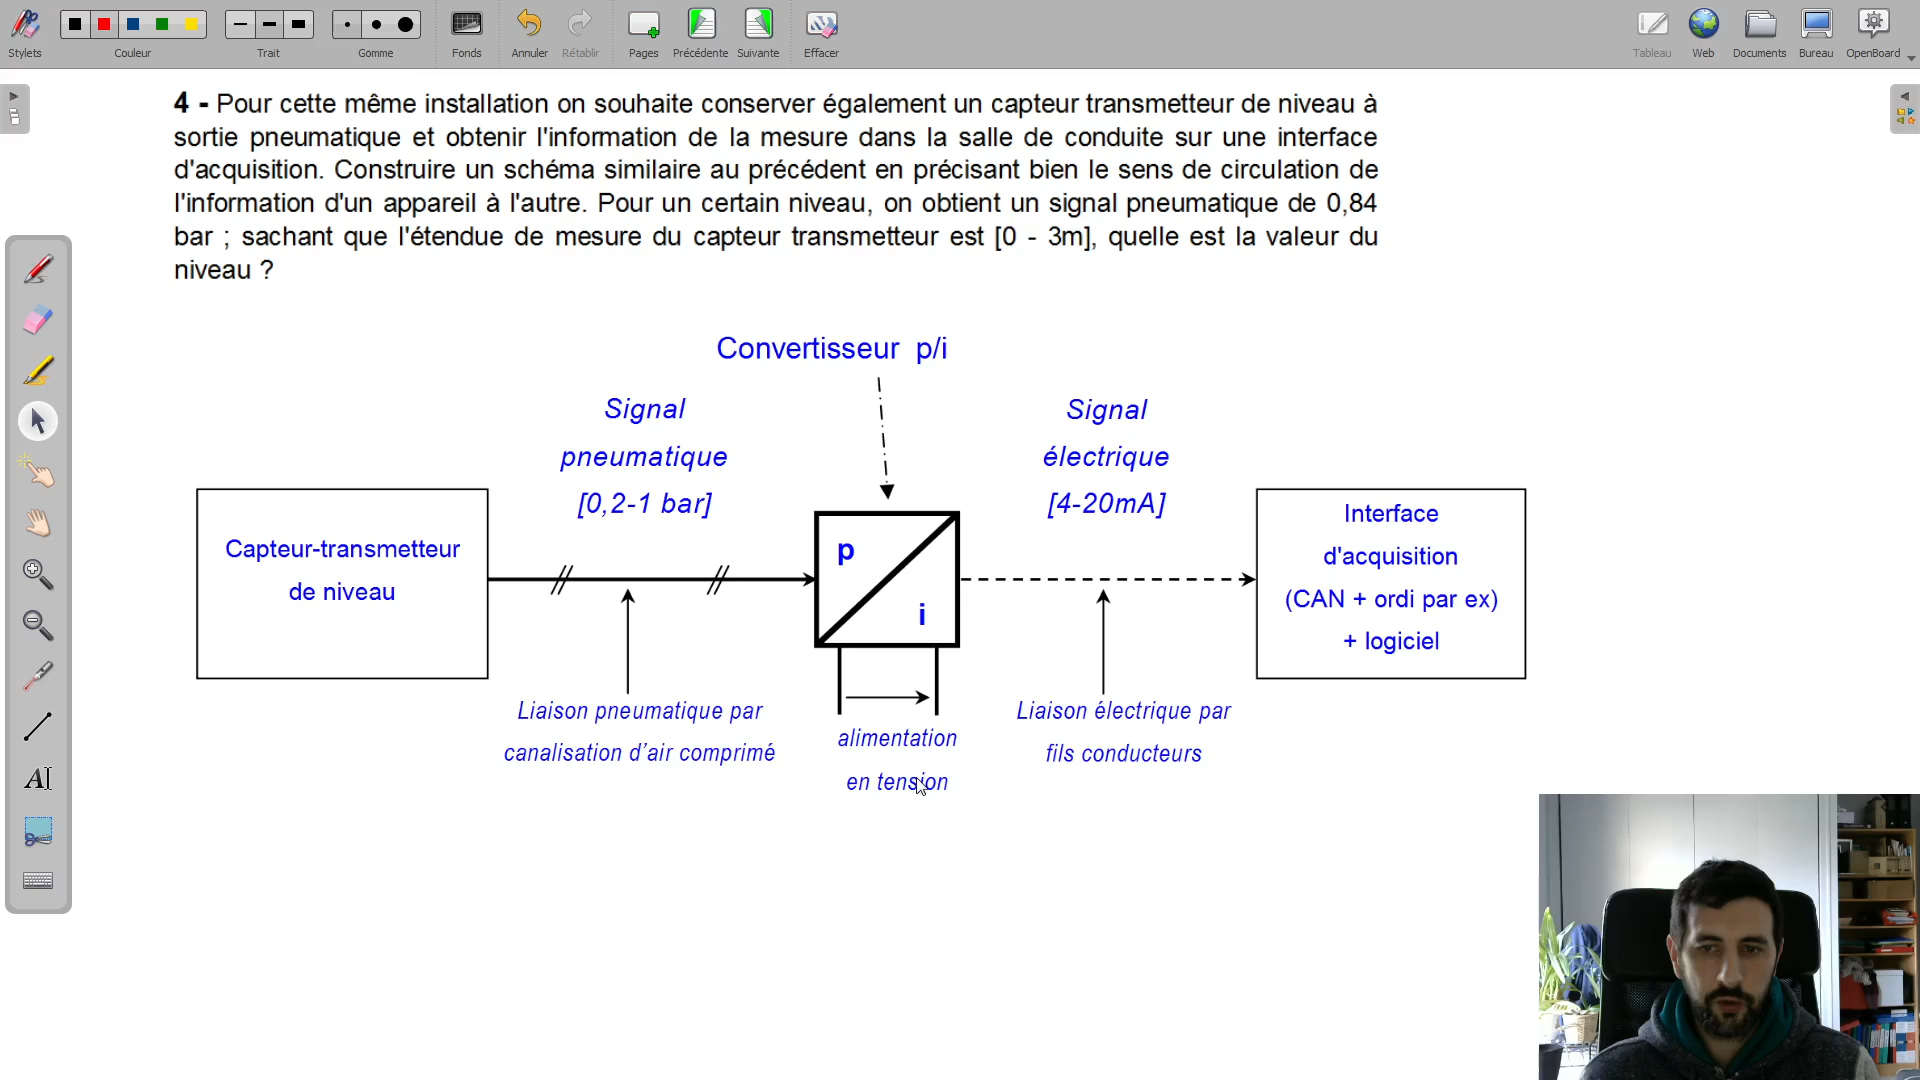 Stylets
Couleur
Trait
Gomme
Fonds
Annuler
Rétablir
Pages
Précédente
Suivante
Effacer
Tableau
Web
Documents
Bureau
OpenBoard
4 - Pour cette même installation on souhaite conserver également un capteur transmetteur de niveau à
sortie pneumatique et obtenir l'information de la mesure dans la salle de conduite sur une interface
d'acquisition. Construire un schéma similaire au précédent en précisant bien le sens de circulation de
l'information d'un appareil à l'autre. Pour un certain niveau, on obtient un signal pneumatique de 0,84
bar ; sachant que l'étendue de mesure du capteur transmetteur est [0 - 3m], quelle est la valeur du
niveau ?
Convertisseur p/i
Signal
pneumatique
[0,2-1 bar]
Signal
électrique
[4-20mA]
Capteur-transmetteur
de niveau
p
i
Interface
d'acquisition
(CAN + ordi par ex)
+ logiciel
Liaison pneumatique par
canalisation d'air comprimé
alimentation
en tension
Liaison électrique par
fils conducteurs
AI